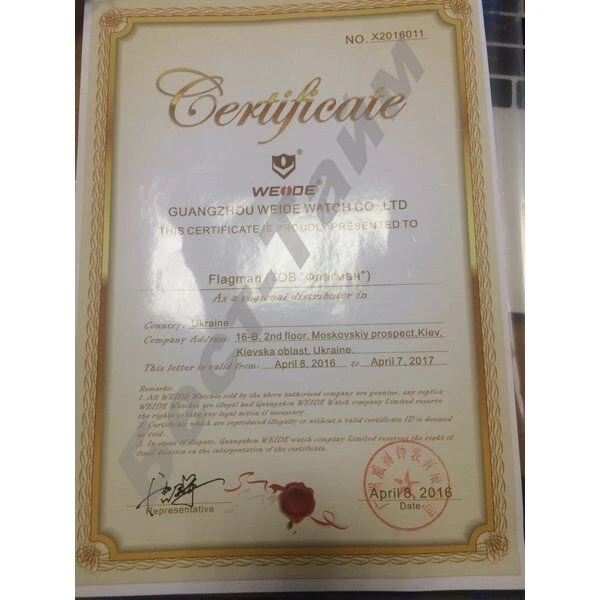 NO. X2016011
Certificate
WEIDE
GUANGZHOU WEIDE WATCH CO.,LTD
THIS CERTIFICATE IS PROUDLY PRESENTED TO
Flagman (ТОВ "Флагман")
As a regional distributor in
Country: Ukraine
Company Address: 16-B, 2nd floor. Moskovskiy prospect,Kiev,
Kievska oblast, Ukraine.
This letter is valid from: April 8, 2016 to April 7, 2017
Remarks:
1. All WEIDE Watches sold by the above authorised company are genuine, any replica
WEIDE Watches are illegal and Guangzhou WEIDE Watch company Limited reserve
the rights to take any legal action if necessary.
2. Certificate which are reproduced illegally or without a valid certificate ID is deemed
as void.
3. In cases of dispute, Guangzhou WEIDE watch company Limited reserves the right of
final decision on the interpretation of the certificate.
Representative
April 8, 2016
Date
Бест-Тайм